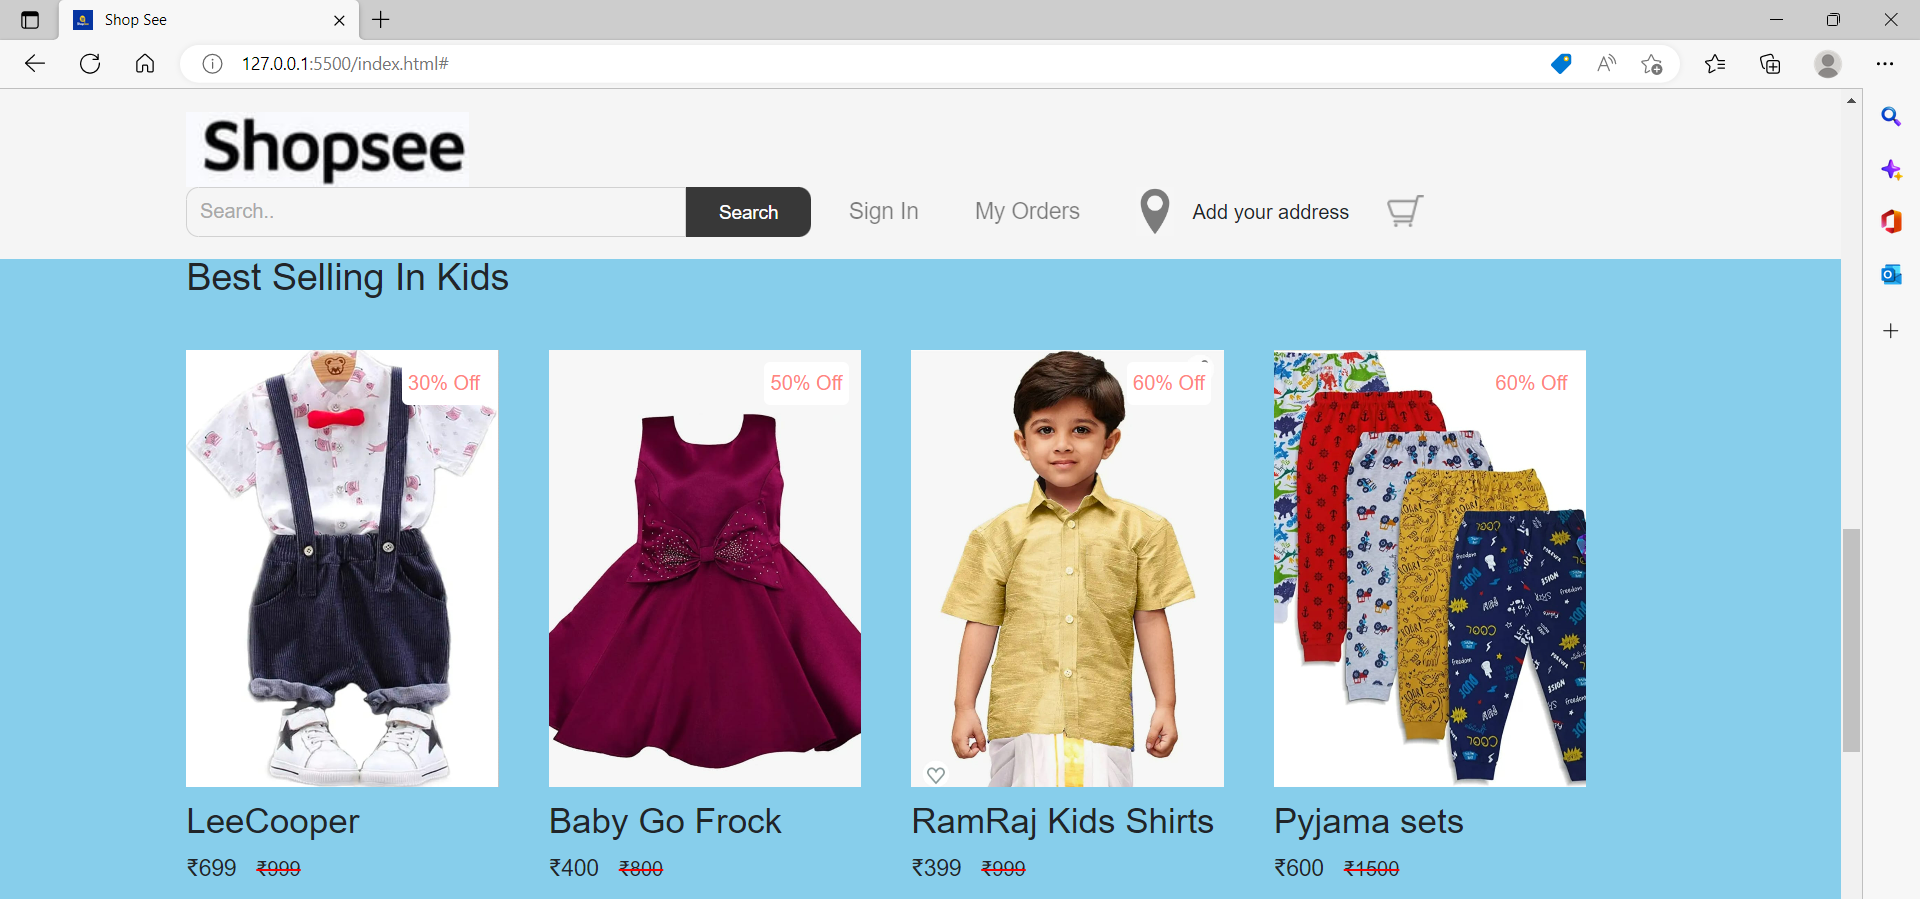 Shop See
127.0.0.1:5500/index.html#
Shopsee
Search..
Search
Sign In
My Orders
Add your address
Best Selling In Kids
30% Off
50% Off
60% Off
60% Off
LeeCooper
Baby Go Frock
RamRaj Kids Shirts
Pyjama sets
₹699 ₹999
₹400 ₹800
₹399 ₹999
₹600 ₹1500